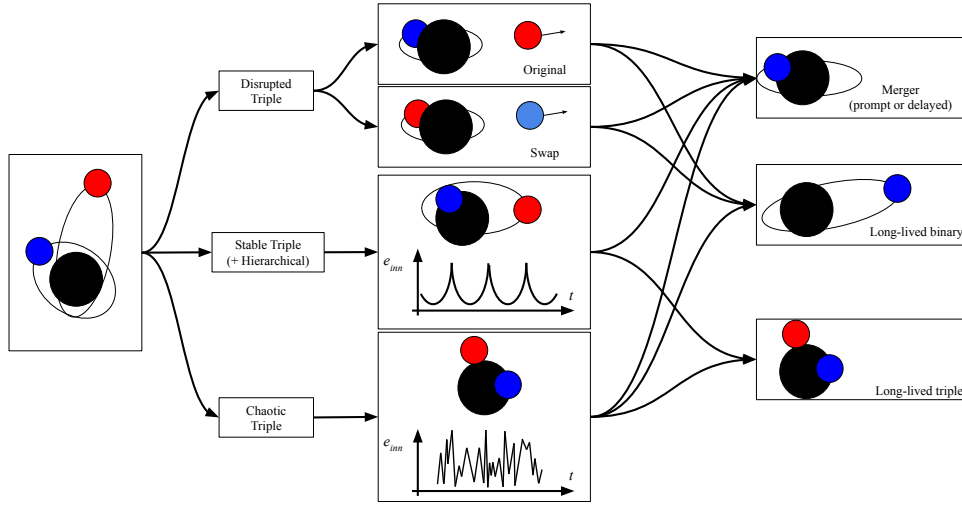 Disrupted
Triple
Original
Swap
Stable Triple
(+ Hierarchical)
e_inn
t
Chaotic
Triple
e_inn
t
Merger
(prompt or delayed)
Long-lived binary
Long-lived triple